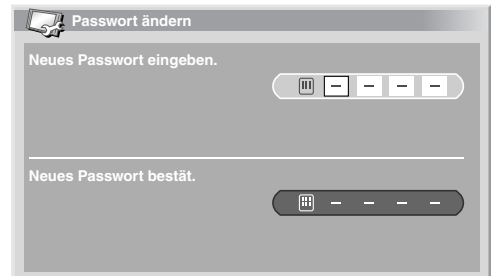 Passwort ändern
Neues Passwort eingeben.
– – – –
Neues Passwort bestät.
– – – –